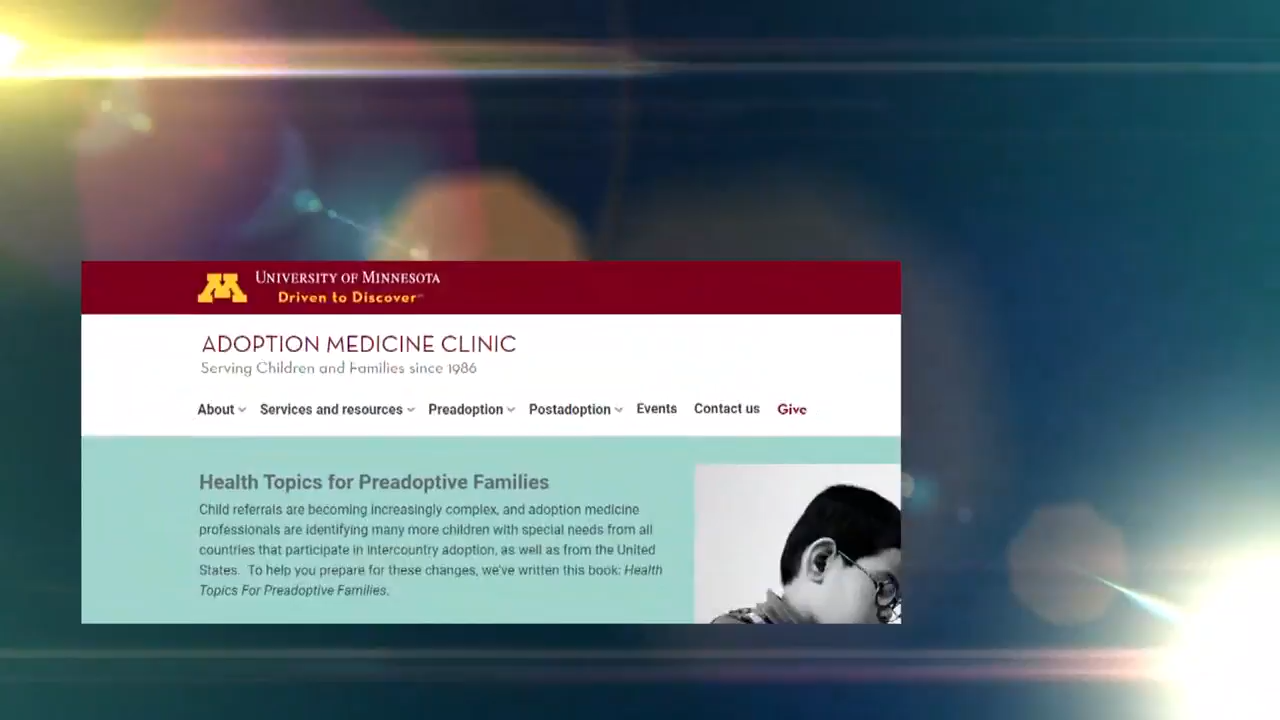 UNIVERSITY OF MINNESOTA
Driven to Discover
ADOPTION MEDICINE CLINIC
Serving Children and Families since 1986
About Services and resources Preadoption Postadoption Events Contact us Give
Health Topics for Preadoptive Families
Child referrals are becoming increasingly complex, and adoption medicine
professionals are identifying many more children with special needs from all
countries that participate in intercountry adoption, as well as from the United
States. To help you prepare for these changes, we've written this book: Health
Topics For Preadoptive Families.